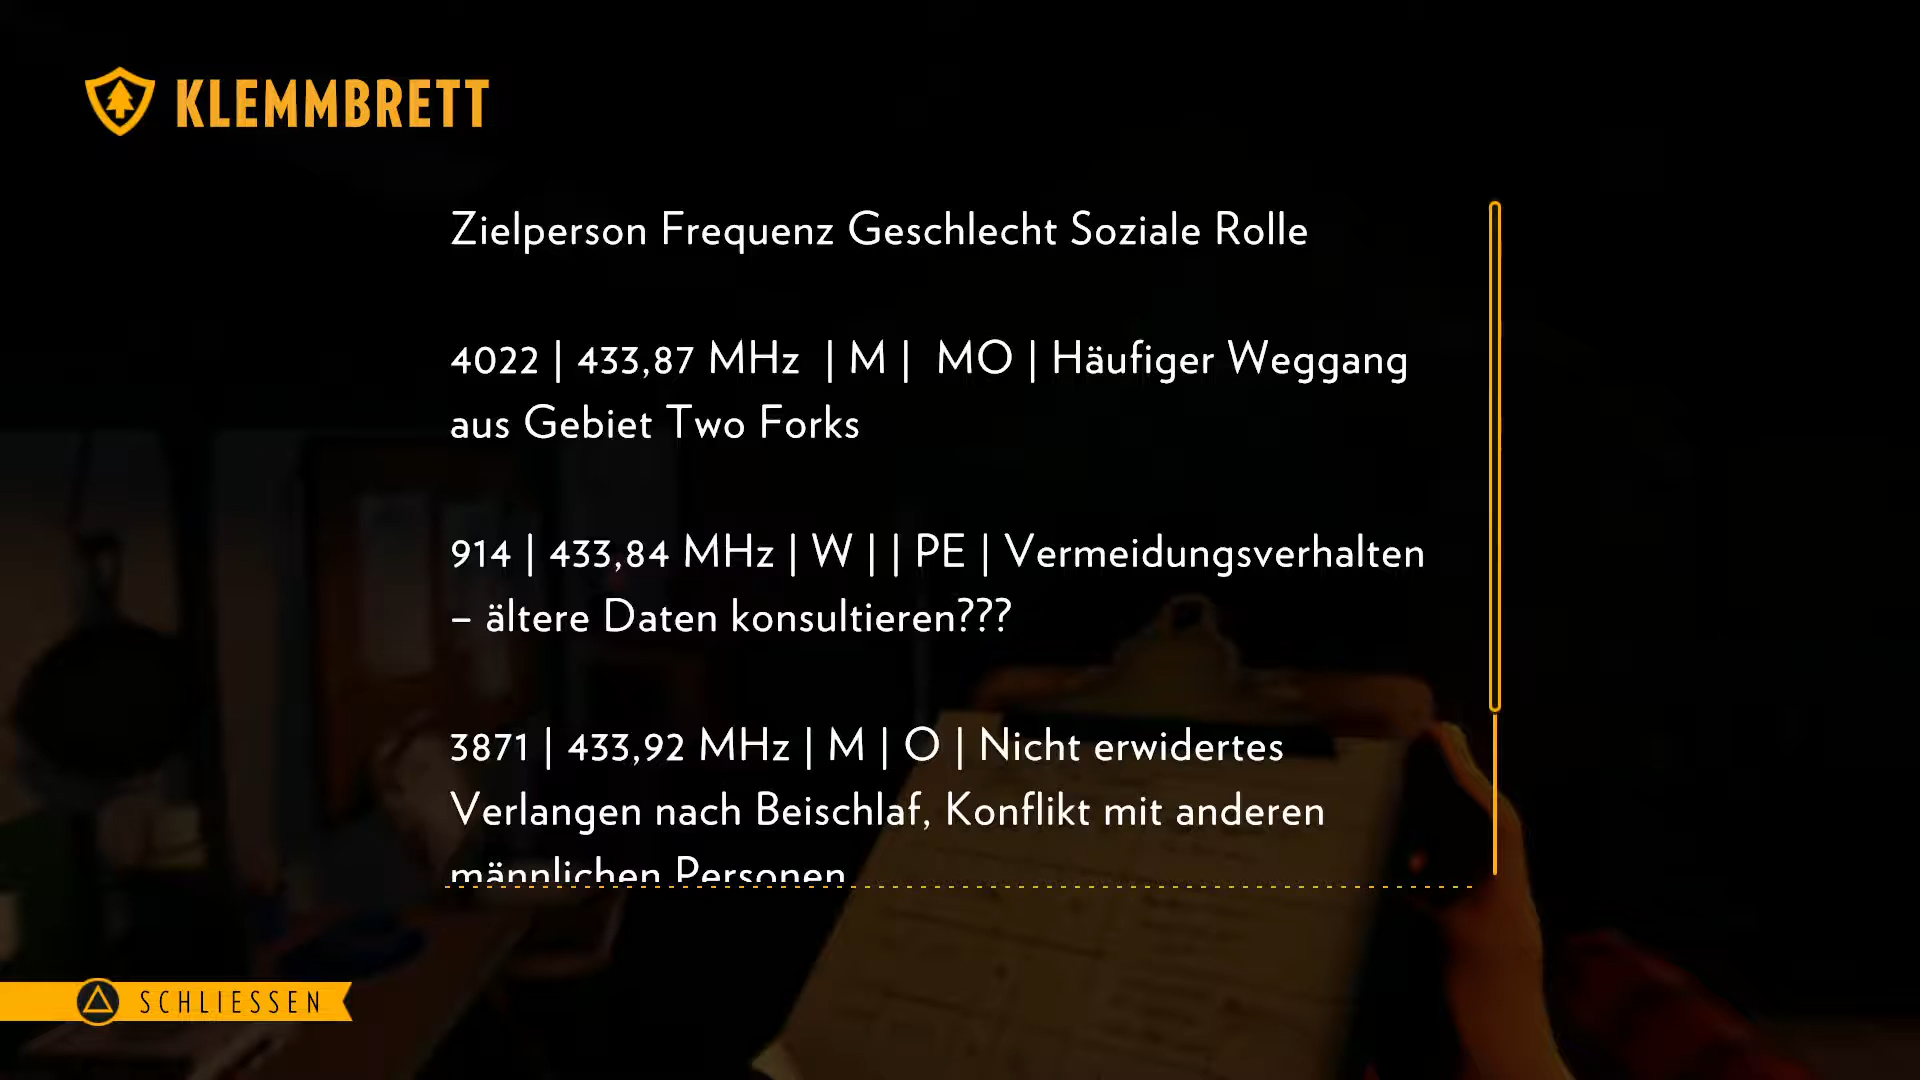 KLEMMBRETT
Zielperson Frequenz Geschlecht Soziale Rolle
4022 | 433,87 MHz | M | MO | Häufiger Weggang
aus Gebiet Two Forks
914 | 433,84 MHz | W | | PE | Vermeidungsverhalten
– ältere Daten konsultieren???
3871 | 433,92 MHz | M | O | Nicht erwidertes
Verlangen nach Beischlaf, Konflikt mit anderen
männlichen Personen
SCHLIESSEN